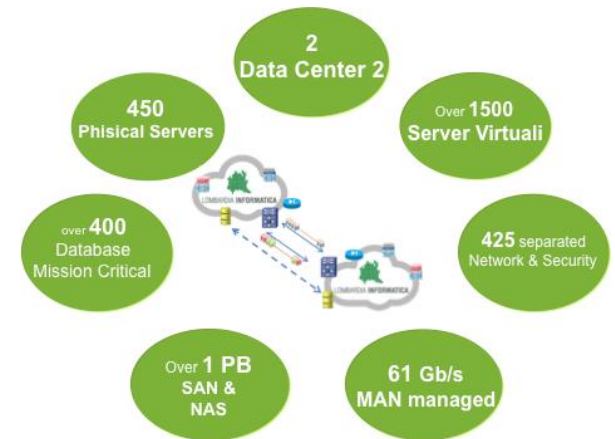 2
Data Center 2
450
Phisical Servers
Over 1500
Server Virtuali
over 400
Database
Mission Critical
LOMBARDIA INFORMATICA
425 separated
Network & Security
LOMBARDIA INFORMATICA
Over 1 PB
SAN &
NAS
61 Gb/s
MAN managed